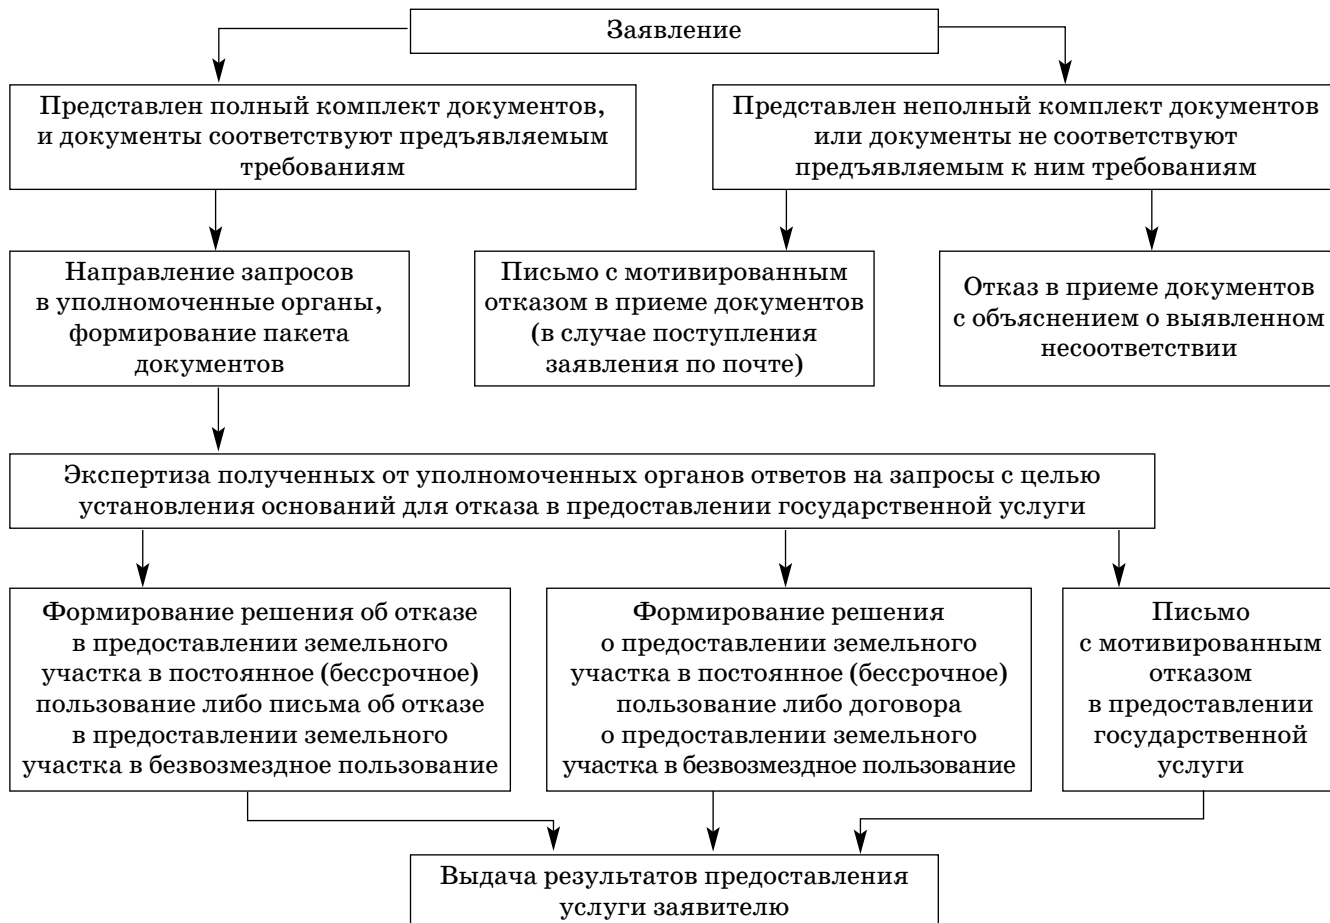 Заявление
Представлен полный комплект документов,
и документы соответствуют предъявляемым
требованиям
Представлен неполный комплект документов
или документы не соответствуют
предъявляемым к ним требованиям
Направление запросов
в уполномоченные органы,
формирование пакета
документов
Письмо с мотивированным
отказом в приеме документов
(в случае поступления
заявления по почте)
Отказ в приеме документов
с объяснением о выявленном
несоответствии
Экспертиза полученных от уполномоченных органов ответов на запросы с целью
установления оснований для отказа в предоставлении государственной услуги
Формирование решения об отказе
в предоставлении земельного
участка в постоянное (бессрочное)
пользование либо письма об отказе
в предоставлении земельного
участка в безвозмездное пользование
Формирование решения
о предоставлении земельного
участка в постоянное (бессрочное)
пользование либо договора
о предоставлении земельного
участка в безвозмездное пользование
Письмо
с мотивированным
отказом
в предоставлении
государственной
услуги
Выдача результатов предоставления
услуги заявителю